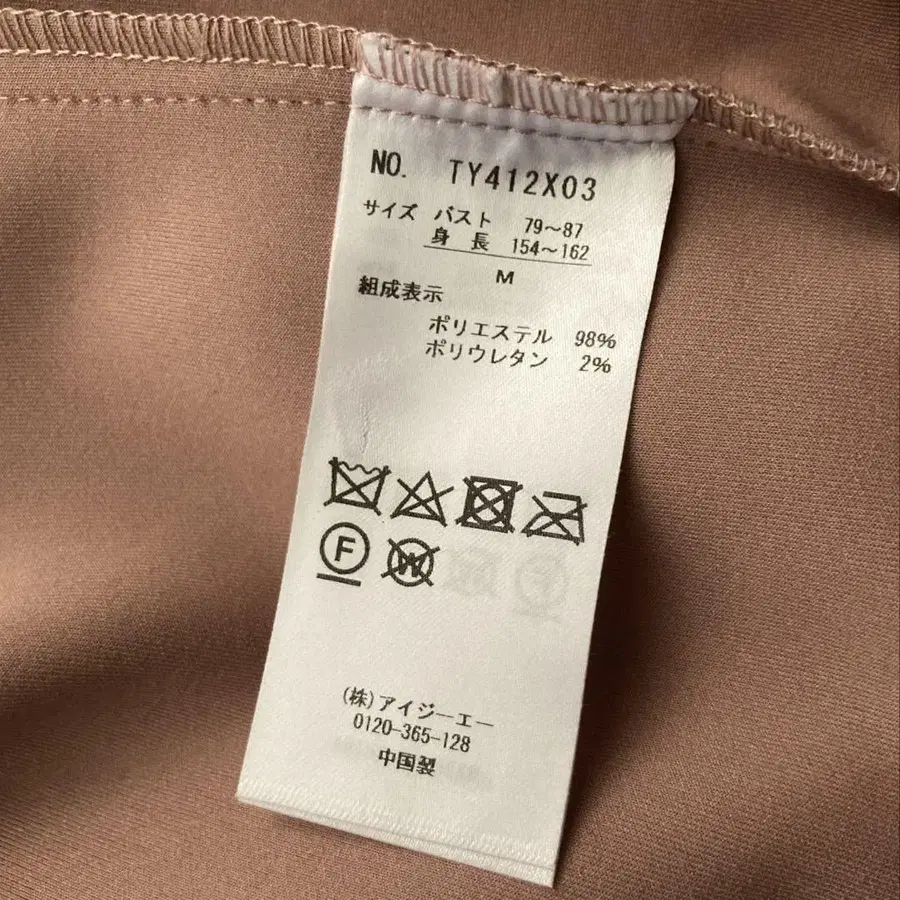 NO. TY412X03
サイズ バスト 79～87
身長 154～162
M
組成表示
ポリエステル 98%
ポリウレタン 2%
F W
(株)アイジーエー
0120-365-128
中国製